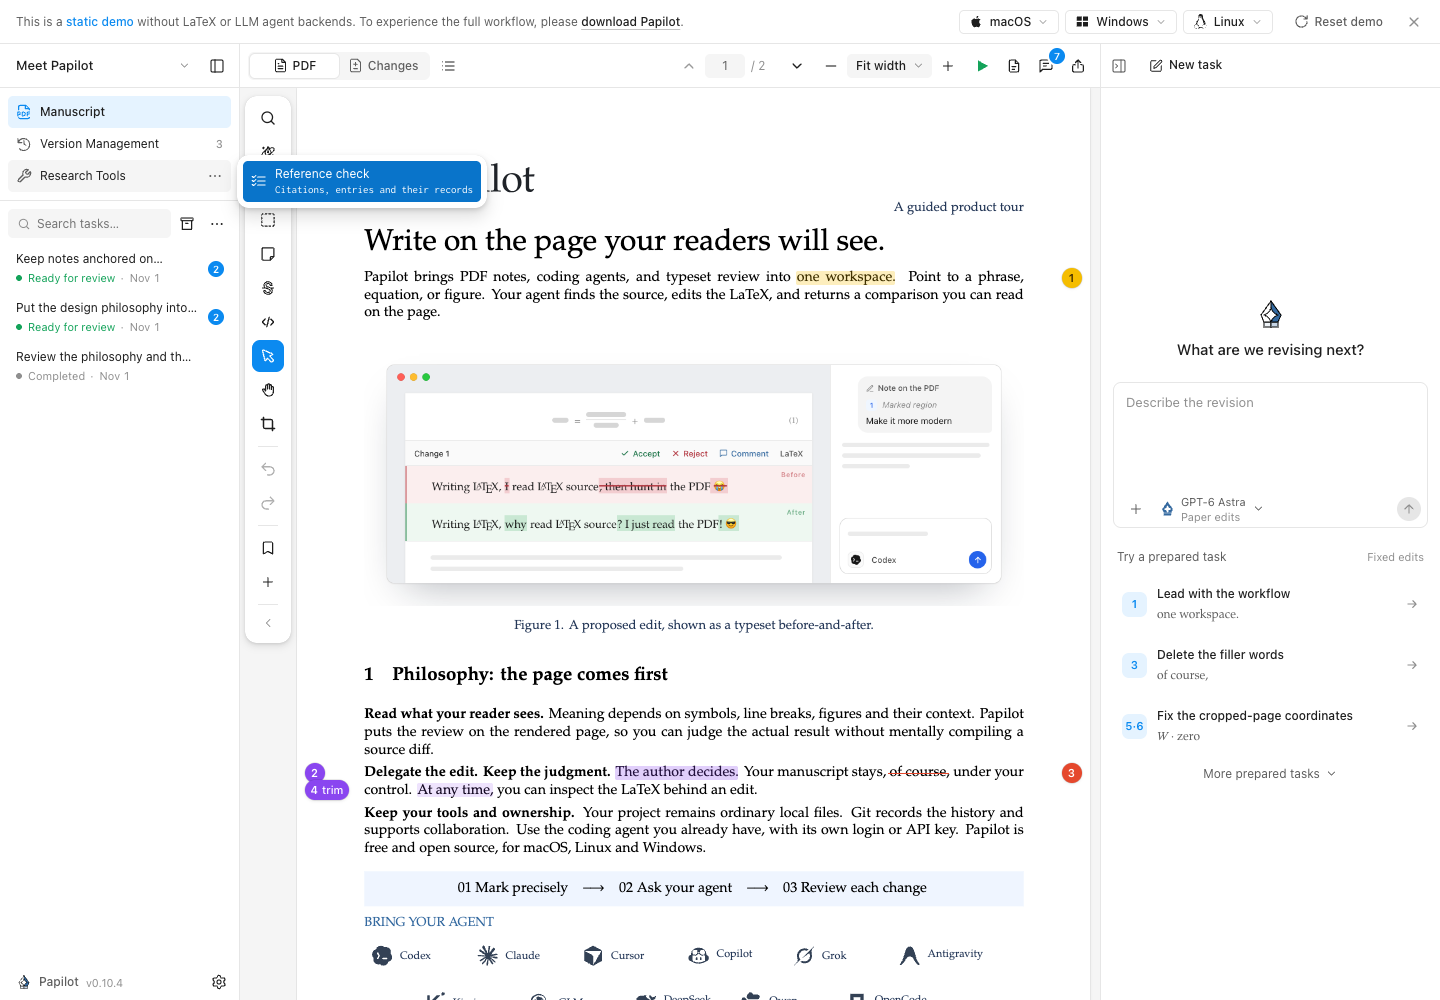 This is a static demo without LaTeX or LLM agent backends. To experience the full workflow, please download Papilot.
macOS
Windows
Linux
Reset demo
Meet Papilot
PDF
Changes
1 / 2
Fit width
7
New task
Manuscript
Version Management 3
Research Tools
Reference check
Citations, entries and their records
Search tasks...
Keep notes anchored on...
Ready for review · Nov 1
2
Put the design philosophy into...
Ready for review · Nov 1
2
Review the philosophy and th...
Completed · Nov 1
Papilot v0.10.4
A guided product tour
Write on the page your readers will see.
Papilot brings PDF notes, coding agents, and typeset review into one workspace. Point to a phrase,
equation, or figure. Your agent finds the source, edits the LaTeX, and returns a comparison you can read
on the page.
1
Note on the PDF
1 Marked region
Make it more modern
= +
(1)
Change 1
Accept
Reject
Comment
LaTeX
Before
Writing LATEX, I read LATEX source, then hunt in the PDF
After
Writing LATEX, why read LATEX source? I just read the PDF!
Codex
Figure 1. A proposed edit, shown as a typeset before-and-after.
1 Philosophy: the page comes first
Read what your reader sees. Meaning depends on symbols, line breaks, figures and their context. Papilot
puts the review on the rendered page, so you can judge the actual result without mentally compiling a
source diff.
2
Delegate the edit. Keep the judgment. The author decides. Your manuscript stays, of course, under your
3
4 trim
control. At any time, you can inspect the LaTeX behind an edit.
Keep your tools and ownership. Your project remains ordinary local files. Git records the history and
supports collaboration. Use the coding agent you already have, with its own login or API key. Papilot is
free and open source, for macOS, Linux and Windows.
01 Mark precisely → 02 Ask your agent → 03 Review each change
BRING YOUR AGENT
Codex
Claude
Cursor
Copilot
Grok
Antigravity
DeepSeek
OpenCode
What are we revising next?
Describe the revision
GPT-6 Astra
Paper edits
Try a prepared task
Fixed edits
1
Lead with the workflow
one workspace.
3
Delete the filler words
of course,
5·6
Fix the cropped-page coordinates
W · zero
More prepared tasks